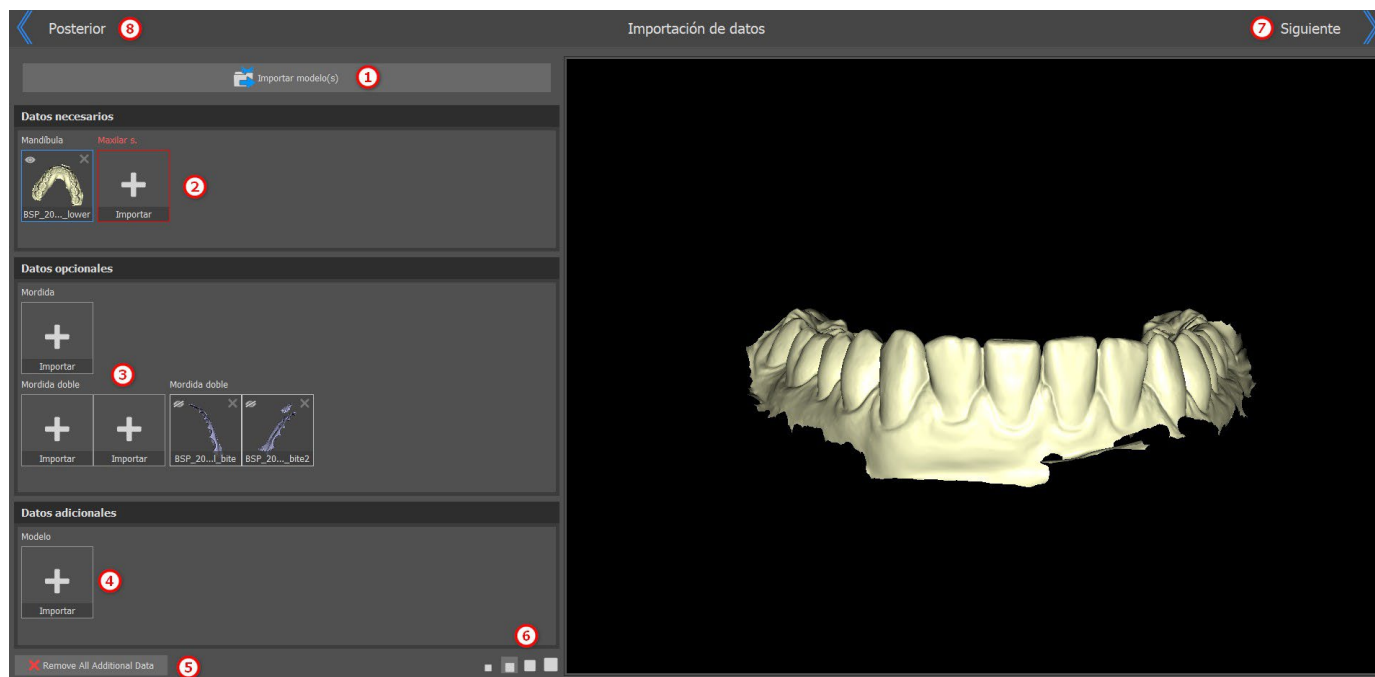 Posterior 8 Importación de datos 7 Siguiente
Importar modelo(s) 1
Datos necesarios
Mandíbula Maxilar s.
2
BSP_20..._lower Importar
Datos opcionales
Mordida
Importar
3
Mordida doble Mordida doble
Importar Importar BSP_20...l_bite BSP_20..._bite2
Datos adicionales
Modelo
4
Importar
6
Remove All Additional Data 5